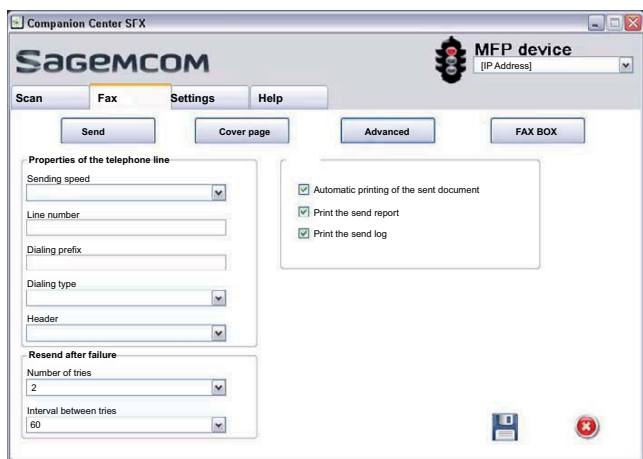 Companion Center SFX
Sagemcom
MFP device
[IP Address]
Scan Fax Settings Help
Send Cover page Advanced FAX BOX
Properties of the telephone line
Sending speed
Line number
Dialing prefix
Dialing type
Header
Automatic printing of the sent document
Print the send report
Print the send log
Resend after failure
Number of tries
2
Interval between tries
60